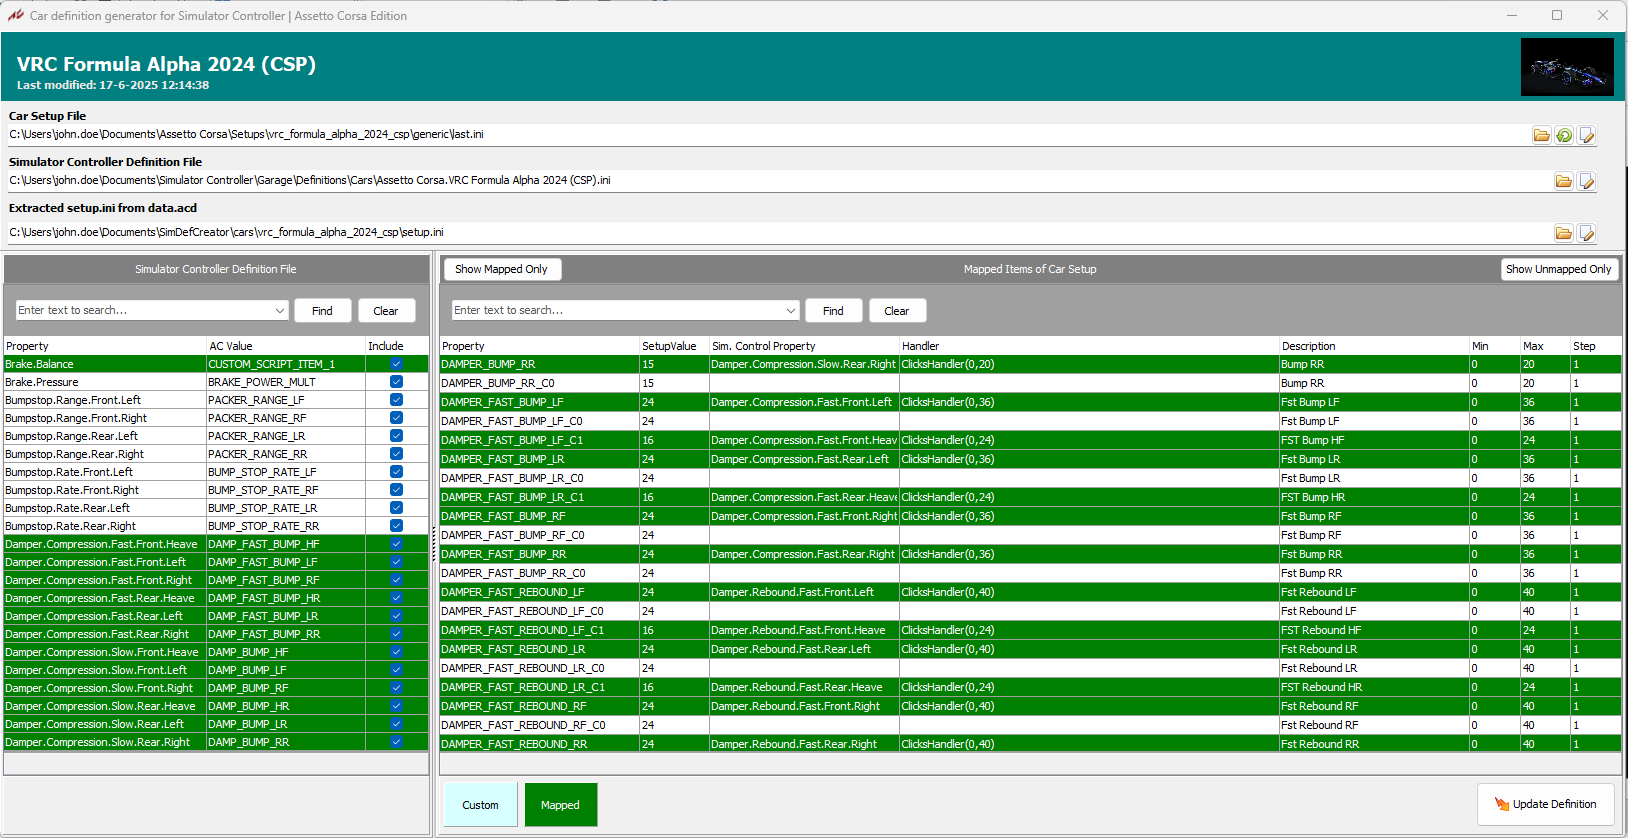 Car definition generator for Simulator Controller | Assetto Corsa Edition
VRC Formula Alpha 2024 (CSP)
Last modified: 17-6-2025 12:14:38
Car Setup File
C:\Users\john.doe\Documents\Assetto Corsa\Setups\vrc_formula_alpha_2024_csp\generic\last.ini
Simulator Controller Definition File
C:\Users\john.doe\Documents\Simulator Controller\Garage\Definitions\Cars\Assetto Corsa.VRC Formula Alpha 2024 (CSP).ini
Extracted setup.ini from data.acd
C:\Users\john.doe\Documents\SimDefCreator\cars\vrc_formula_alpha_2024_csp\setup.ini
Simulator Controller Definition File
Enter text to search... Find Clear
Property AC Value Include
Brake.Balance CUSTOM_SCRIPT_ITEM_1
Brake.Pressure BRAKE_POWER_MULT
Bumpstop.Range.Front.Left PACKER_RANGE_LF
Bumpstop.Range.Front.Right PACKER_RANGE_RF
Bumpstop.Range.Rear.Left PACKER_RANGE_LR
Bumpstop.Range.Rear.Right PACKER_RANGE_RR
Bumpstop.Rate.Front.Left BUMP_STOP_RATE_LF
Bumpstop.Rate.Front.Right BUMP_STOP_RATE_RF
Bumpstop.Rate.Rear.Left BUMP_STOP_RATE_LR
Bumpstop.Rate.Rear.Right BUMP_STOP_RATE_RR
Damper.Compression.Fast.Front.Heave DAMP_FAST_BUMP_HF
Damper.Compression.Fast.Front.Left DAMP_FAST_BUMP_LF
Damper.Compression.Fast.Front.Right DAMP_FAST_BUMP_RF
Damper.Compression.Fast.Rear.Heave DAMP_FAST_BUMP_HR
Damper.Compression.Fast.Rear.Left DAMP_FAST_BUMP_LR
Damper.Compression.Fast.Rear.Right DAMP_FAST_BUMP_RR
Damper.Compression.Slow.Front.Heave DAMP_BUMP_HF
Damper.Compression.Slow.Front.Left DAMP_BUMP_LF
Damper.Compression.Slow.Front.Right DAMP_BUMP_RF
Damper.Compression.Slow.Rear.Heave DAMP_BUMP_HR
Damper.Compression.Slow.Rear.Left DAMP_BUMP_LR
Damper.Compression.Slow.Rear.Right DAMP_BUMP_RR
Show Mapped Only Mapped Items of Car Setup Show Unmapped Only
Enter text to search... Find Clear
Property SetupValue Sim. Control Property Handler Description Min Max Step
DAMPER_BUMP_RR 15 Damper.Compression.Slow.Rear.Right ClicksHandler(0,20) Bump RR 0 20 1
DAMPER_BUMP_RR_C0 15 Bump RR 0 20 1
DAMPER_FAST_BUMP_LF 24 Damper.Compression.Fast.Front.Left ClicksHandler(0,36) Fst Bump LF 0 36 1
DAMPER_FAST_BUMP_LF_C0 24 Fst Bump LF 0 36 1
DAMPER_FAST_BUMP_LF_C1 16 Damper.Compression.Fast.Front.Heav ClicksHandler(0,24) FST Bump HF 0 24 1
DAMPER_FAST_BUMP_LR 24 Damper.Compression.Fast.Rear.Left ClicksHandler(0,36) Fst Bump LR 0 36 1
DAMPER_FAST_BUMP_LR_C0 24 Fst Bump LR 0 36 1
DAMPER_FAST_BUMP_LR_C1 16 Damper.Compression.Fast.Rear.Heave ClicksHandler(0,24) FST Bump HR 0 24 1
DAMPER_FAST_BUMP_RF 24 Damper.Compression.Fast.Front.Right ClicksHandler(0,36) Fst Bump RF 0 36 1
DAMPER_FAST_BUMP_RF_C0 24 Fst Bump RF 0 36 1
DAMPER_FAST_BUMP_RR 24 Damper.Compression.Fast.Rear.Right ClicksHandler(0,36) Fst Bump RR 0 36 1
DAMPER_FAST_BUMP_RR_C0 24 Fst Bump RR 0 36 1
DAMPER_FAST_REBOUND_LF 24 Damper.Rebound.Fast.Front.Left ClicksHandler(0,40) Fst Rebound LF 0 40 1
DAMPER_FAST_REBOUND_LF_C0 24 Fst Rebound LF 0 40 1
DAMPER_FAST_REBOUND_LF_C1 16 Damper.Rebound.Fast.Front.Heave ClicksHandler(0,24) FST Rebound HF 0 24 1
DAMPER_FAST_REBOUND_LR 24 Damper.Rebound.Fast.Rear.Left ClicksHandler(0,40) Fst Rebound LR 0 40 1
DAMPER_FAST_REBOUND_LR_C0 24 Fst Rebound LR 0 40 1
DAMPER_FAST_REBOUND_LR_C1 16 Damper.Rebound.Fast.Rear.Heave ClicksHandler(0,24) FST Rebound HR 0 24 1
DAMPER_FAST_REBOUND_RF 24 Damper.Rebound.Fast.Front.Right ClicksHandler(0,40) Fst Rebound RF 0 40 1
DAMPER_FAST_REBOUND_RF_C0 24 Fst Rebound RF 0 40 1
DAMPER_FAST_REBOUND_RR 24 Damper.Rebound.Fast.Rear.Right ClicksHandler(0,40) Fst Rebound RR 0 40 1
Custom Mapped Update Definition